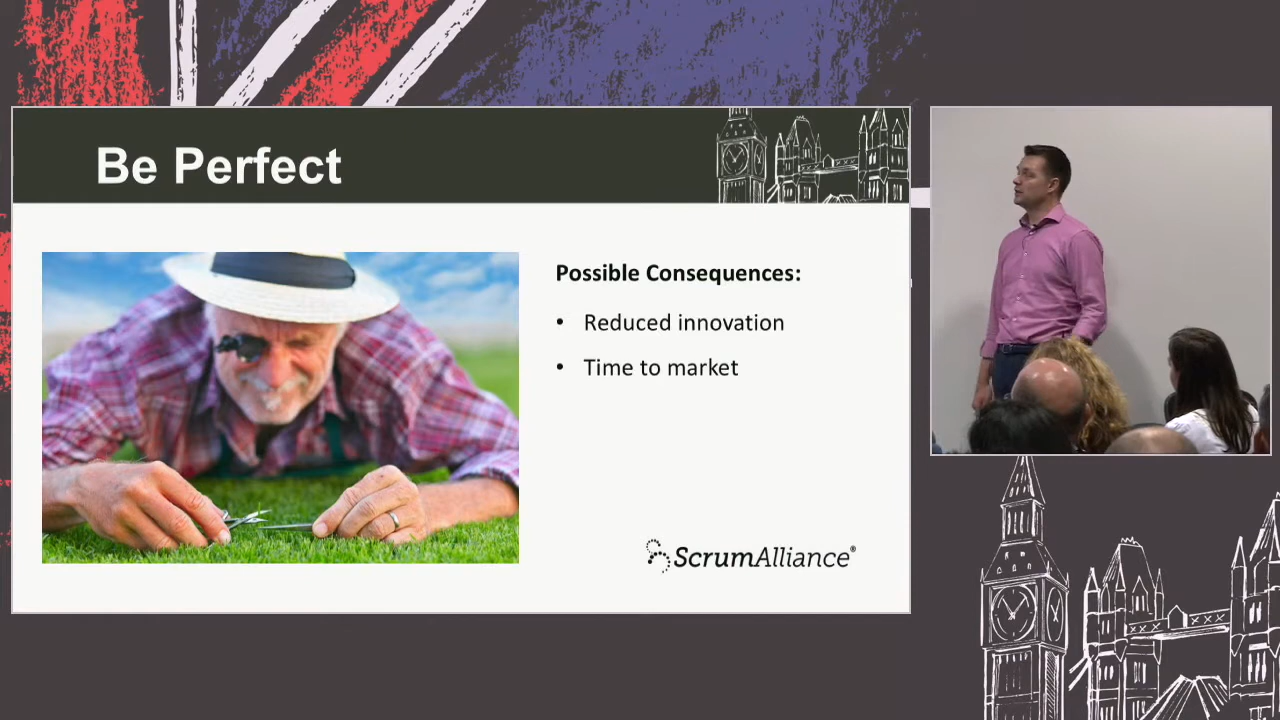 Be Perfect
Possible Consequences:
• Reduced innovation
• Time to market
ScrumAlliance®